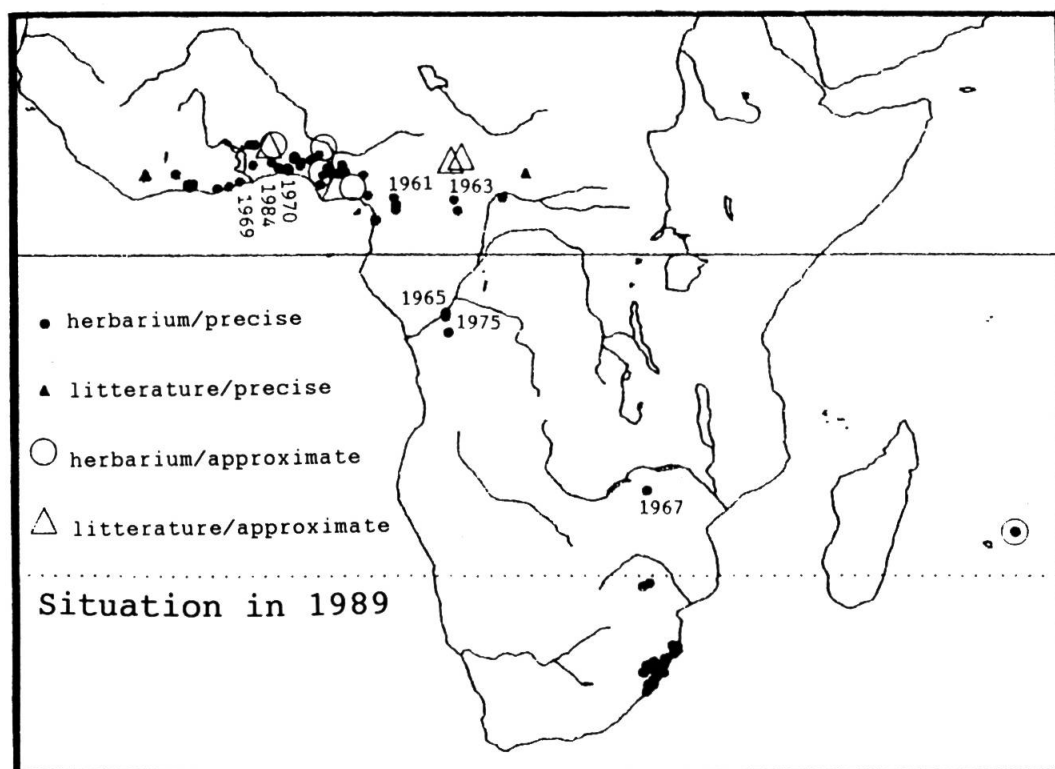 1961
1963
1969
1984
1970
1965
1975
herbarium/precise
litterature/precise
herbarium/approximate
litterature/approximate
1967
Situation in 1989